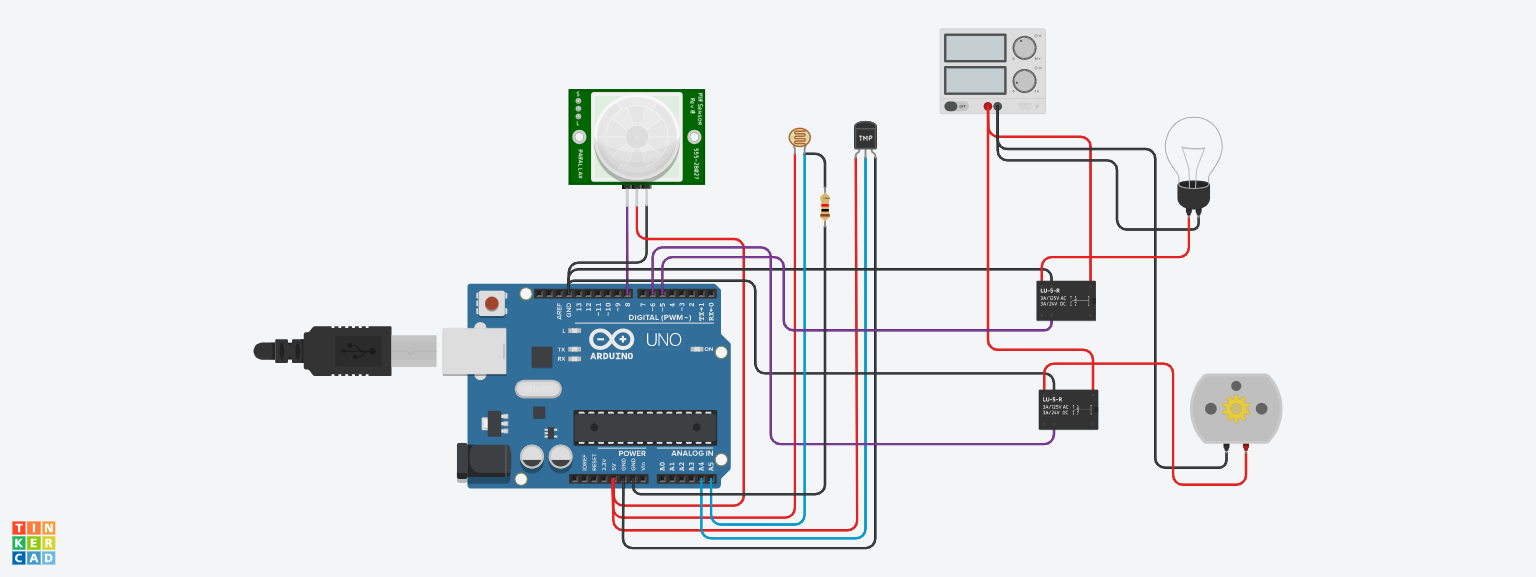 PIR Sensor
Rev B
555-28027
PARALLAX
S
L
TMP
OFF
AREF
GND
13
12
~11
~10
~9
8
7
~6
~5
4
~3
2
TX→1
RX←0
DIGITAL (PWM~)
L
TX
RX
ARDUINO
UNO
ON
LU-5-R
3A/125V AC
3A/24V DC
LU-5-R
3A/125V AC
3A/24V DC
POWER
ANALOG IN
IOREF
RESET
3.3V
5V
GND
GND
Vin
A0
A1
A2
A3
A4
A5
TIN
KER
CAD